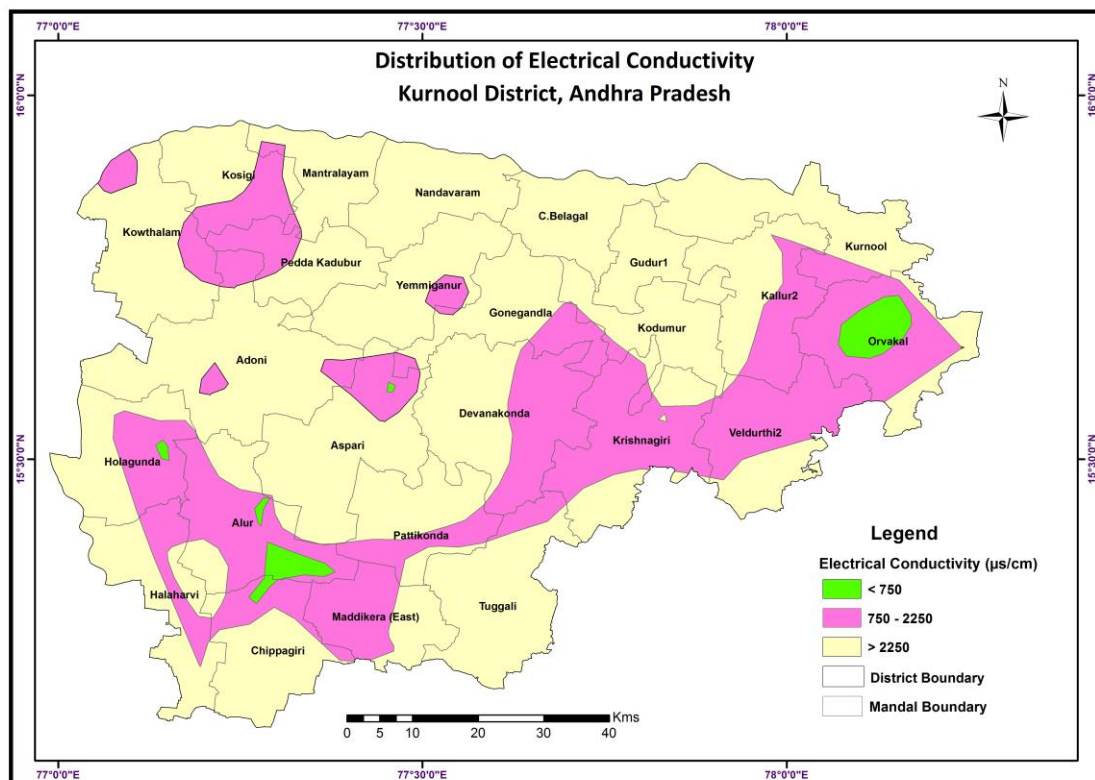 77°0'0"E 77°30'0"E 78°0'0"E
Distribution of Electrical Conductivity
Kurnool District, Andhra Pradesh
16°0'0"N
16°0'0"N
N
Kosigi
Mantralayam
Nandavaram
C.Belagal
Kowthalam
Kurnool
Pedda Kadubur
Gudur1
Yemmiganur
Kallur2
Gonegandla
Kodumur
Orvakal
Adoni
Devanakonda
Aspari
Krishnagiri
Veldurthi2
Holagunda
15°30'0"N
15°30'0"N
Alur
Pattikonda
Halaharvi
Maddikera (East)
Tuggali
Chippagiri
Legend
Electrical Conductivity (µs/cm)
< 750
750 - 2250
> 2250
District Boundary
Mandal Boundary
Kms
0 5 10 20 30 40
77°0'0"E 77°30'0"E 78°0'0"E